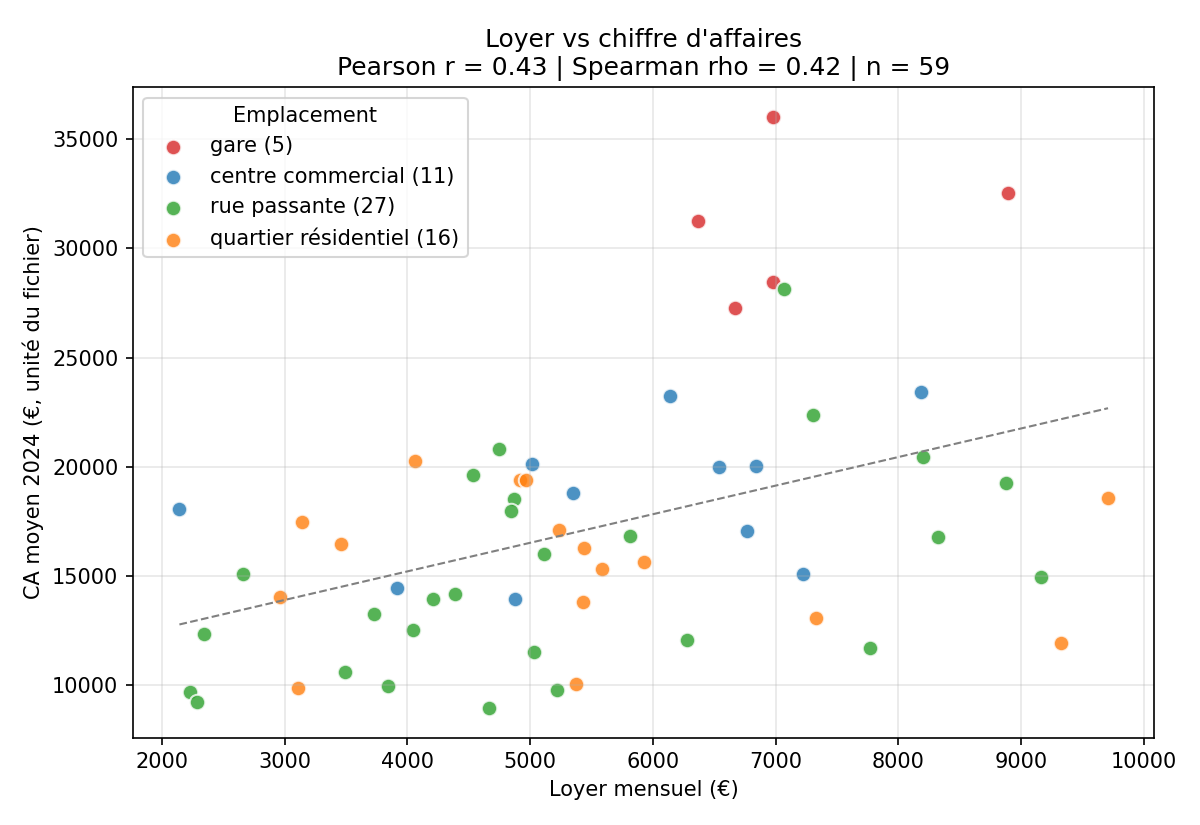 Loyer vs chiffre d'affaires
Pearson r = 0.43 | Spearman rho = 0.42 | n = 59
Emplacement
gare (5)
centre commercial (11)
rue passante (27)
quartier résidentiel (16)
CA moyen 2024 (€, unité du fichier)
35000
30000
25000
20000
15000
10000
2000 3000 4000 5000 6000 7000 8000 9000 10000
Loyer mensuel (€)